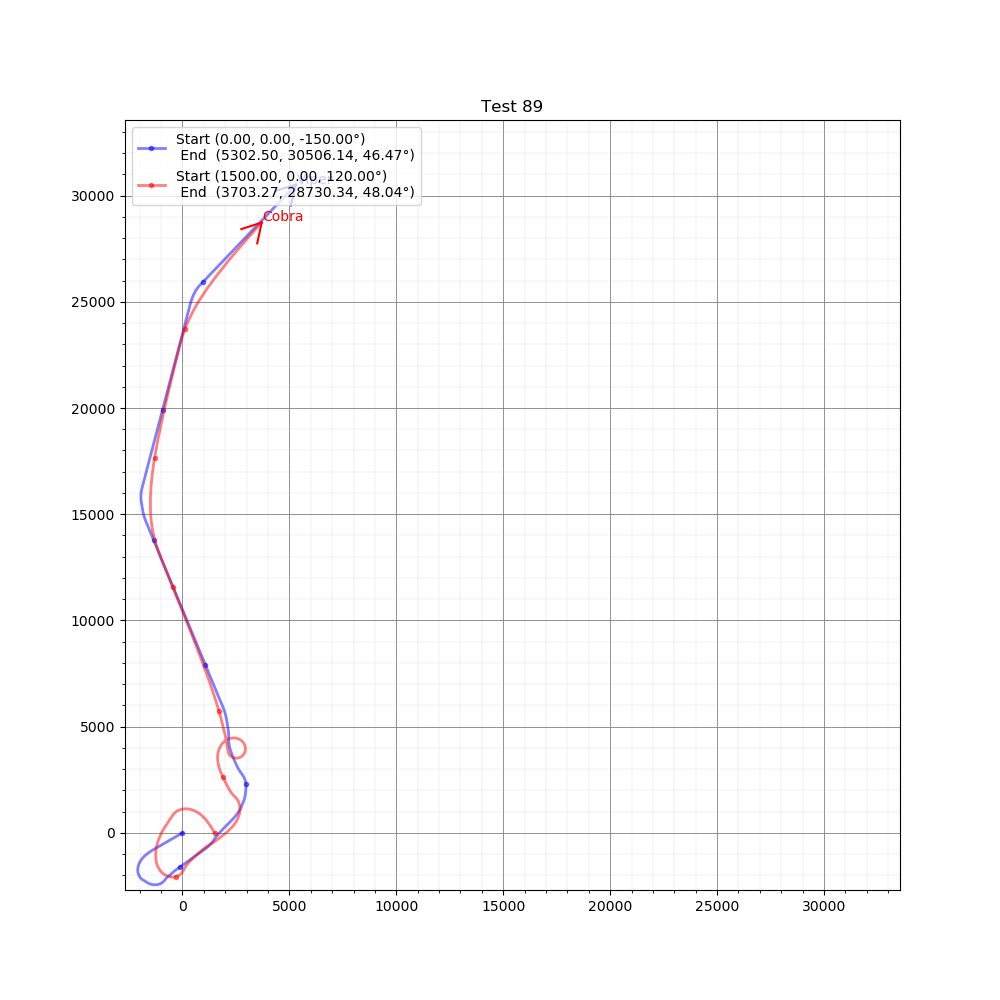 Test 89
Start (0.00, 0.00, -150.00°)
End (5302.50, 30506.14, 46.47°)
Start (1500.00, 0.00, 120.00°)
End (3703.27, 28730.34, 48.04°)
Cobra
30000
25000
20000
15000
10000
5000
0
0 5000 10000 15000 20000 25000 30000